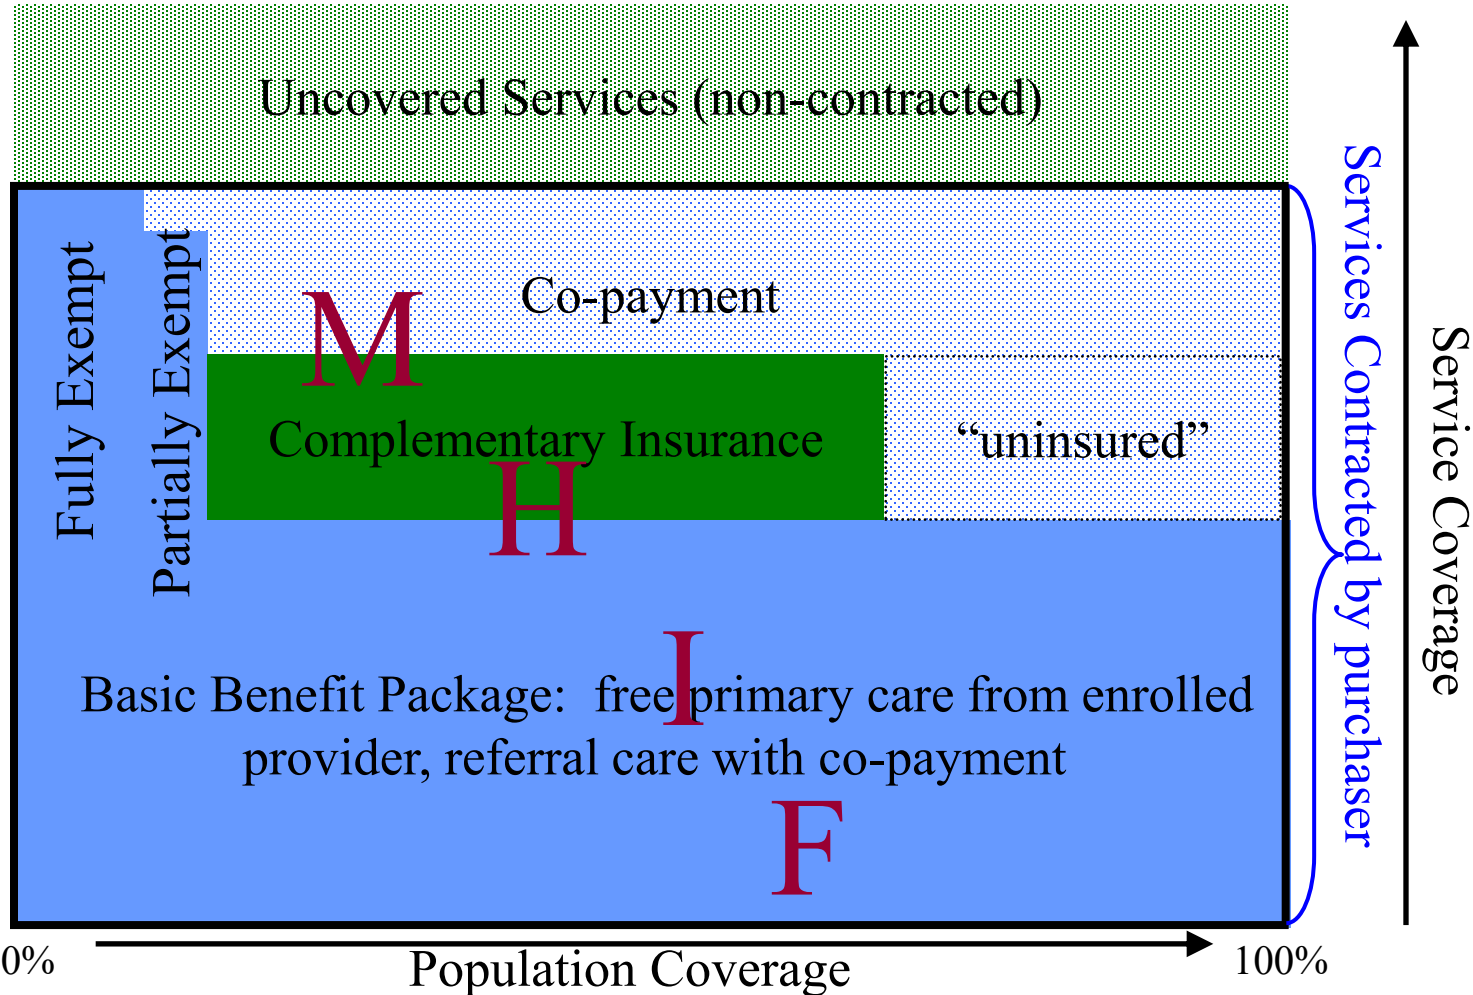 Uncovered Services (non-contracted)
Fully Exempt
Partially Exempt
Co-payment
M
Complementary Insurance
“uninsured”
H
I
Basic Benefit Package: free primary care from enrolled
provider, referral care with co-payment
F
Services Contracted by purchaser
Service Coverage
0%
Population Coverage
100%